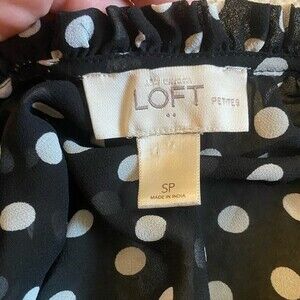 LOFT
PETITES
SP
MADE IN INDIA